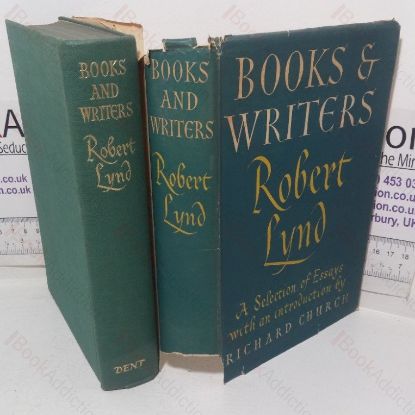 BOOKS
AND
WRITERS
Robert
Lynd
DENT
BOOKS
AND
WRITERS
Robert
Lynd
BOOKS &
WRITERS
Robert
Lynd
A Selection of Essays
with an introduction by
RICHARD CHURCH